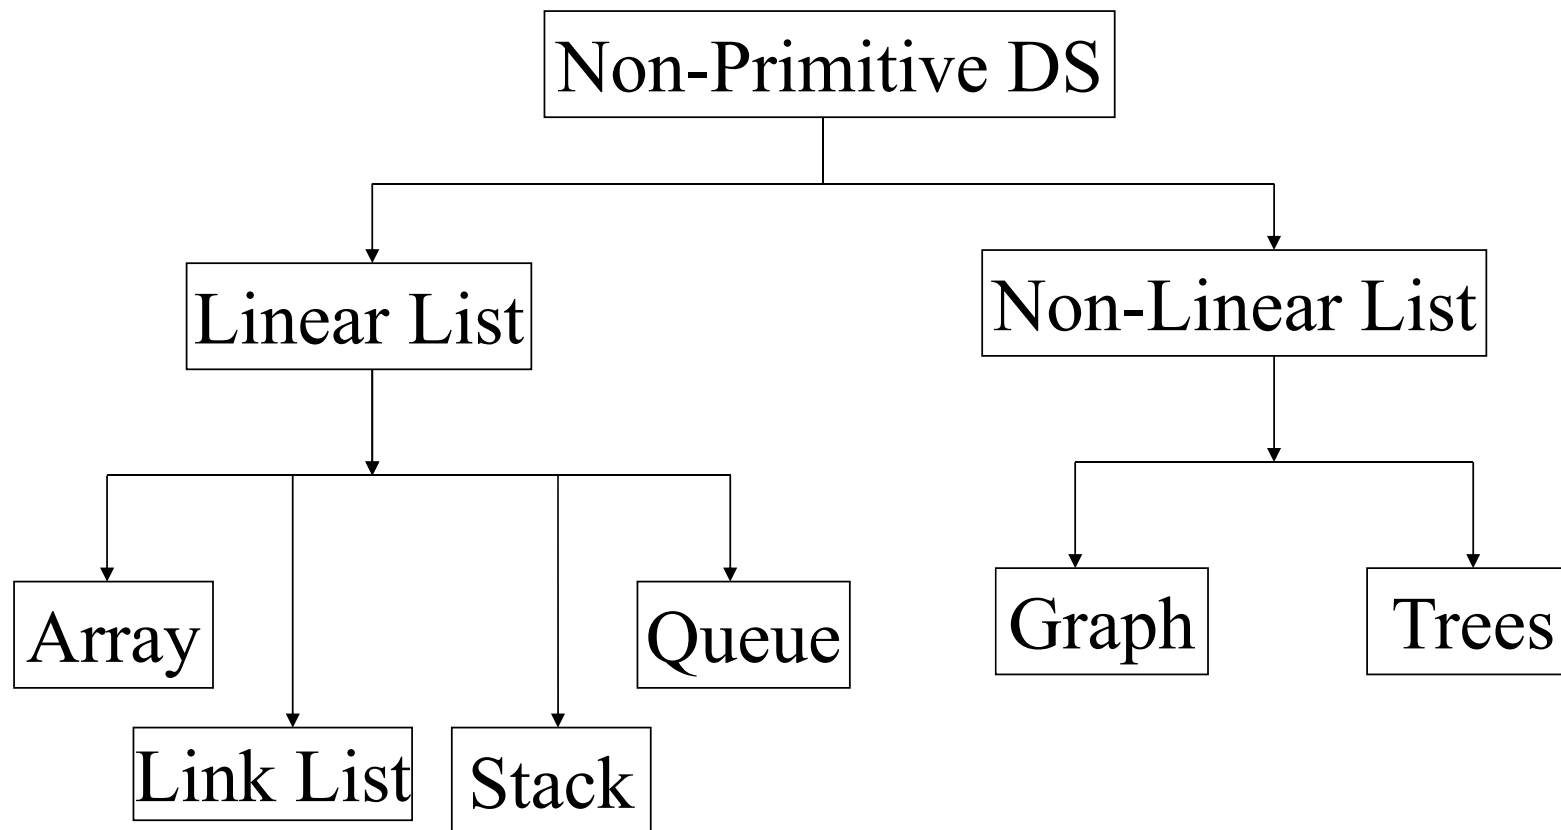 Non-Primitive DS
Linear List
Non-Linear List
Array
Link List
Stack
Queue
Graph
Trees